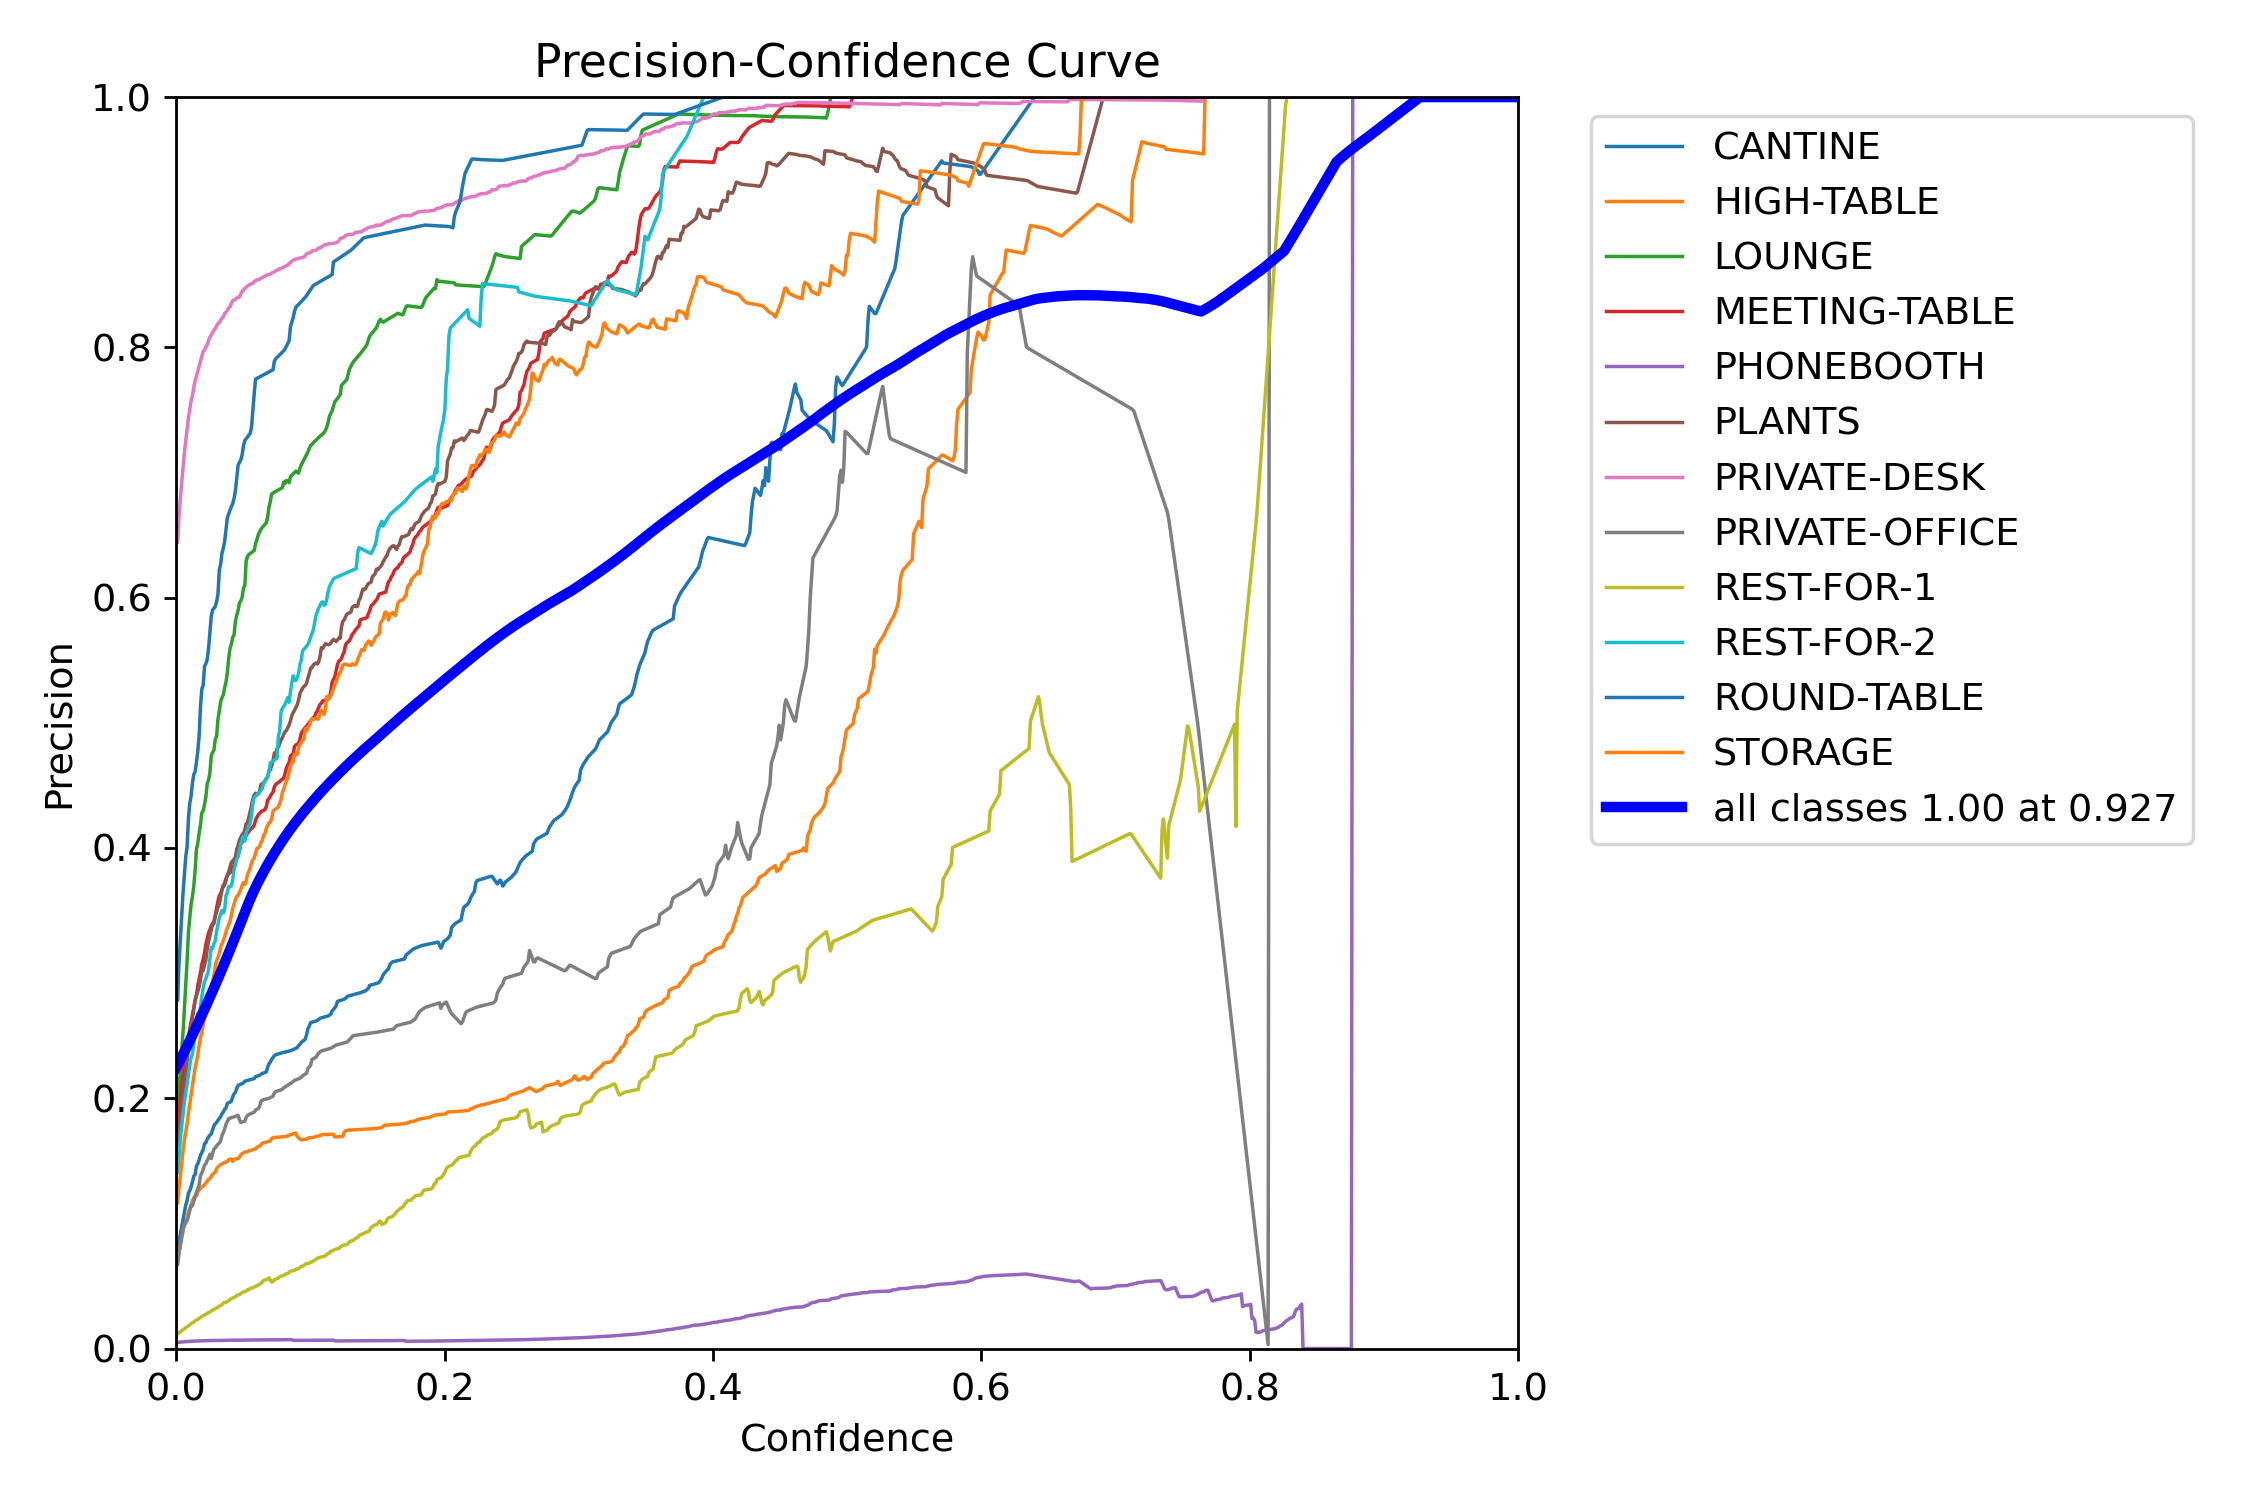 Precision-Confidence Curve
1.0
0.8
0.6
0.4
0.2
0.0
Precision
0.0 0.2 0.4 0.6 0.8 1.0
Confidence
CANTINE
HIGH-TABLE
LOUNGE
MEETING-TABLE
PHONEBOOTH
PLANTS
PRIVATE-DESK
PRIVATE-OFFICE
REST-FOR-1
REST-FOR-2
ROUND-TABLE
STORAGE
all classes 1.00 at 0.927